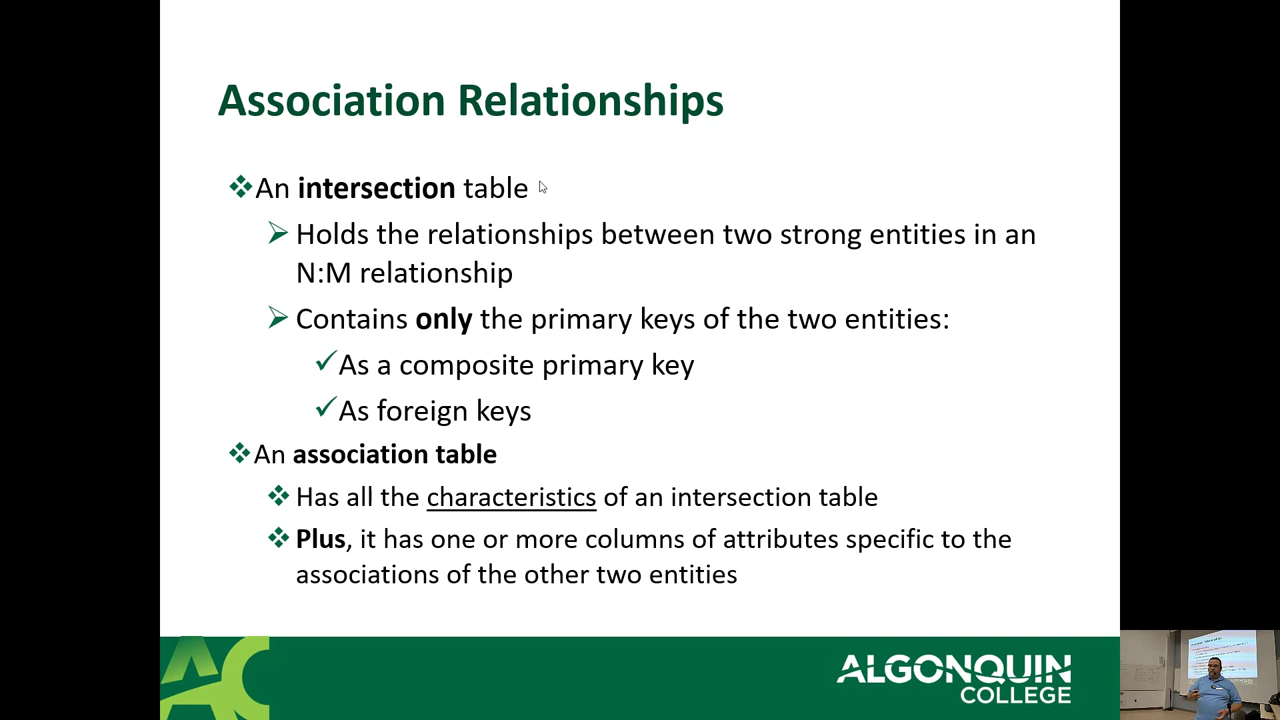 Association Relationships
An intersection table
Holds the relationships between two strong entities in an
N:M relationship
Contains only the primary keys of the two entities:
As a composite primary key
As foreign keys
An association table
Has all the characteristics of an intersection table
Plus, it has one or more columns of attributes specific to the
associations of the other two entities
AC
ALGONQUIN
COLLEGE